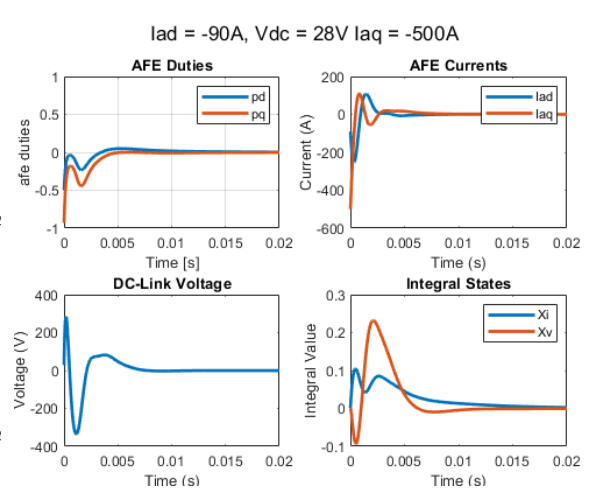 Iad = -90A, Vdc = 28V Iaq = -500A
AFE Duties
AFE Currents
1
0.5
0
-0.5
-1
afe duties
pd
pq
0 0.005 0.01 0.015 0.02
Time [s]
200
0
-200
-400
-600
Current (A)
Iad
Iaq
0 0.005 0.01 0.015 0.02
Time (s)
DC-Link Voltage
Integral States
400
200
0
-200
-400
Voltage (V)
0 0.005 0.01 0.015 0.02
Time (s)
0.3
0.2
0.1
0
-0.1
Integral Value
Xi
Xv
0 0.005 0.01 0.015 0.02
Time (s)